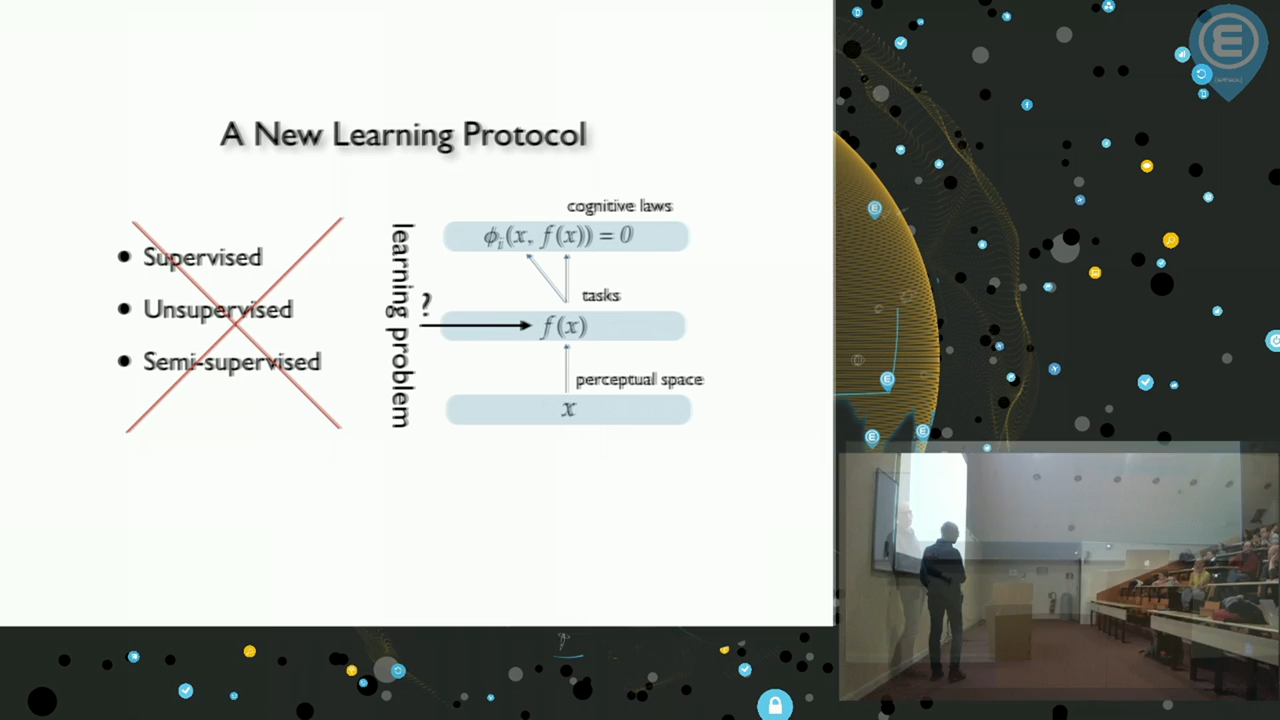 A New Learning Protocol
• Supervised
• Unsupervised
• Semi-supervised
learning problem
?
cognitive laws
ϕᵢ(x, f(x)) = 0
tasks
f(x)
perceptual space
x